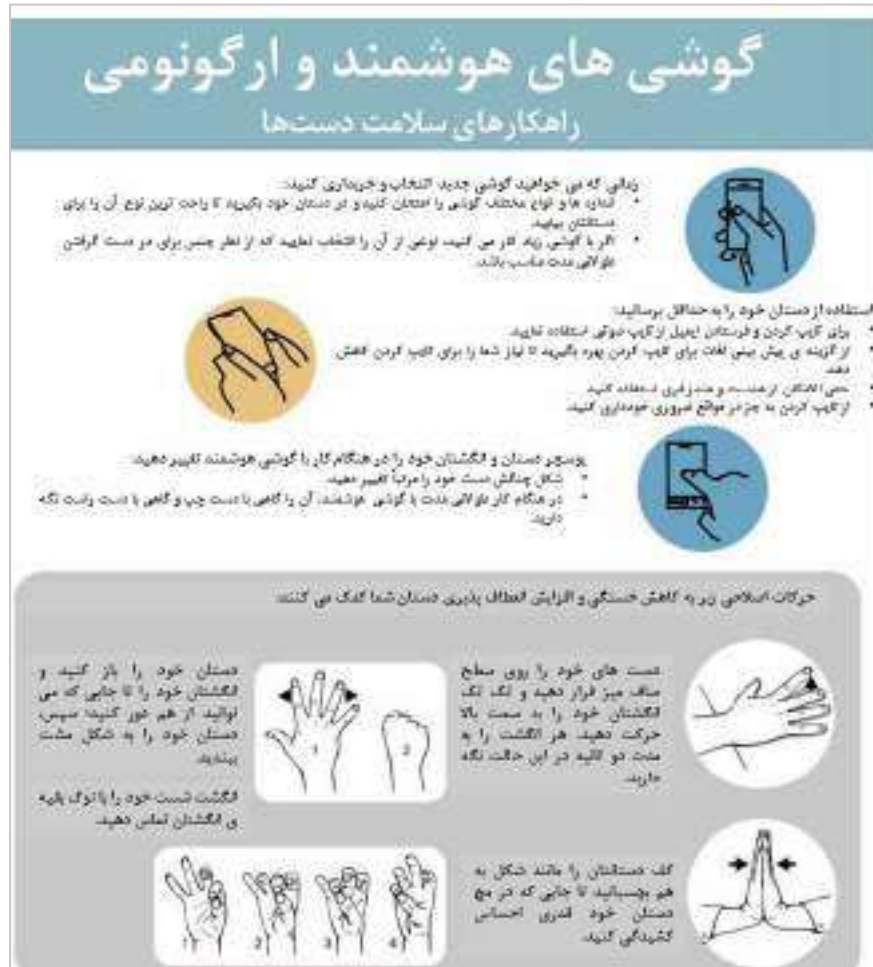 گوشی های هوشمند و ارگونومی
راهکارهای سلامت دست‌ها
زمانی که می خواهید گوشی جدید انتخاب و خریداری کنید:
• اندازه ها و انواع مختلف گوشی را امتحان کنید و در دستان خود بگیرید تا راحت ترین نوع آن را برای
دستانتان بیابید.
• اگر با گوشی زیاد کار می کنید، نوعی از آن را انتخاب نمایید که از نظر جنس برای در دست گرفتن
طولانی مدت مناسب باشد.
استفاده از دستان خود را به حداقل برسانید:
• برای تایپ کردن و فرستادن ایمیل از تایپ صوتی استفاده نمایید.
• از گزینه ی پیش بینی لغات برای تایپ کردن بهره بگیرید تا نیاز شما را برای تایپ کردن کاهش
دهد.
• حتی الامکان از هدست و هندزفری استفاده کنید.
• از تایپ کردن به جز در مواقع ضروری خودداری کنید.
پوسچر دستان و انگشتان خود را در هنگام کار با گوشی هوشمند تغییر دهید:
• شکل چنگش دست خود را مرتباً تغییر دهید.
• در هنگام کار طولانی مدت با گوشی هوشمند، آن را گاهی با دست چپ و گاهی با دست راست نگه
دارید.
حرکات اصلاحی زیر به کاهش خستگی و افزایش انعطاف پذیری دستان شما کمک می کنند:
دست های خود را روی سطح
صاف میز قرار دهید و تک تک
انگشتان خود را به سمت بالا
حرکت دهید. هر انگشت را به
مدت دو ثانیه در این حالت نگه
دارید.
دستان خود را باز کنید و
انگشتان خود را تا جایی که می
توانید از هم دور کنید؛ سپس،
دستان خود را به شکل مشت
ببندید.
1 2
انگشت شست خود را با نوک بقیه
ی انگشتان تماس دهید.
1 2 3 4
کف دستانتان را مانند شکل به
هم بچسبانید تا جایی که در مچ
دستان خود قدری احساس
کشیدگی کنید.